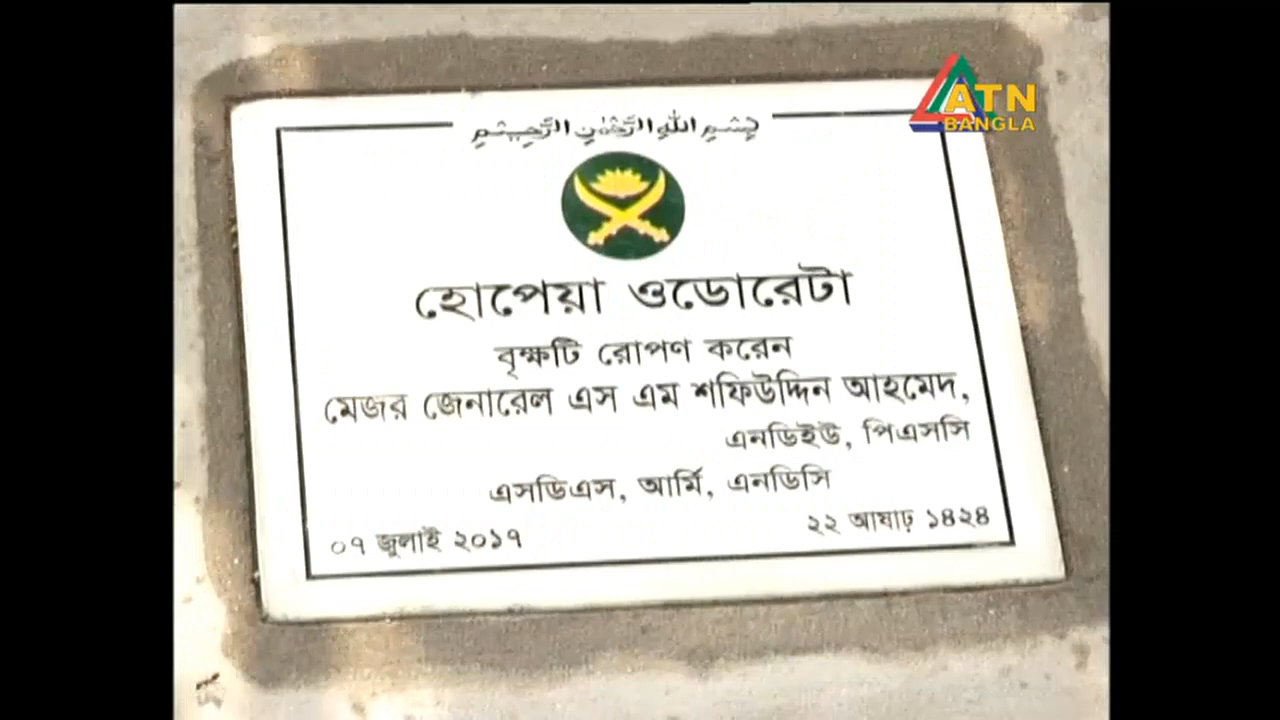 بِسْمِ اللهِ الرَّحْمٰنِ الرَّحِيْمِ
ATN
BANGLA
হোপেয়া ওডোরেটা
বৃক্ষটি রোপণ করেন
মেজর জেনারেল এস এম শফিউদ্দিন আহমেদ,
এনডিইউ, পিএসসি
এসডিএস, আর্মি, এনডিসি
০৭ জুলাই ২০১৭
২২ আষাঢ় ১৪২৪